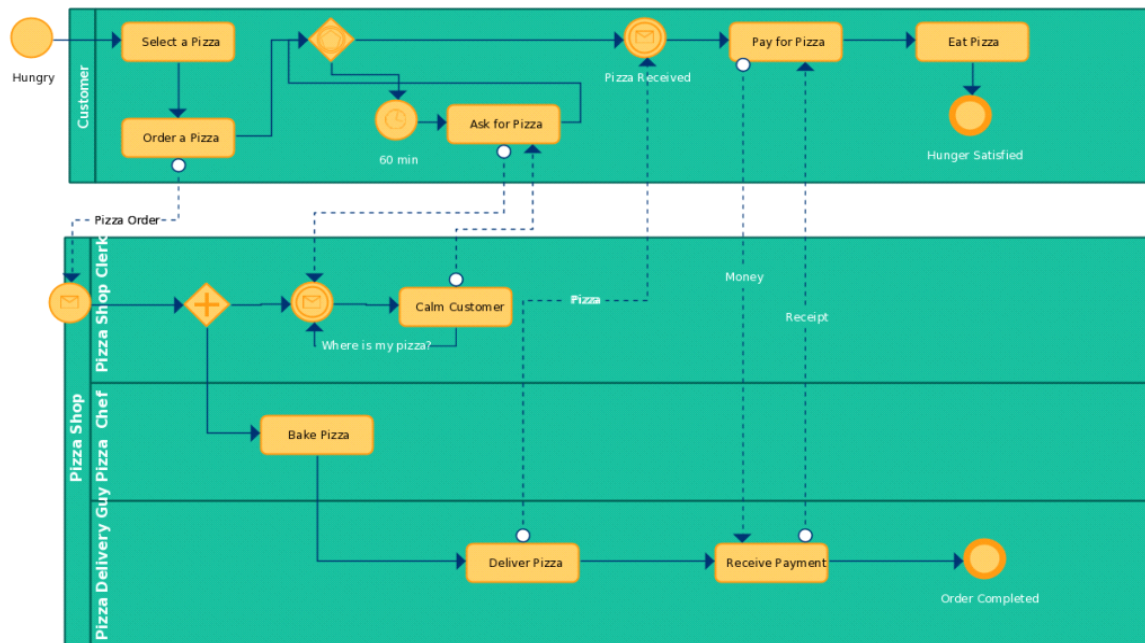 Select a Pizza
Pay for Pizza
Eat Pizza
Hungry
Pizza Received
Customer
Order a Pizza
Ask for Pizza
60 min
Hunger Satisfied
Pizza Order
Pizza Shop
Pizza Shop Clerk
Money
Pizza
Calm Customer
Receipt
Where is my pizza?
Pizza Chef
Bake Pizza
Pizza Delivery Guy
Deliver Pizza
Receive Payment
Order Completed